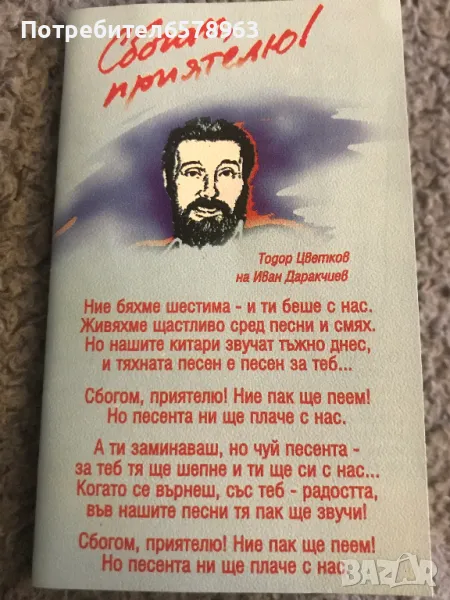 Потребител6578963
Сбогом,
приятелю!
Тодор Цветков
на Иван Даракчиев
Ние бяхме шестима - и ти беше с нас.
Живяхме щастливо сред песни и смях.
Но нашите китари звучат тъжно днес,
и тяхната песен е песен за теб...
Сбогом, приятелю! Ние пак ще пеем!
Но песента ни ще плаче с нас.
А ти заминаваш, но чуй песента -
за теб тя ще шепне и ти ще си с нас...
Когато се върнеш, със теб - радостта,
във нашите песни тя пак ще звучи!
Сбогом, приятелю! Ние пак ще пеем!
Но песента ни ще плаче с нас.
BAZAR